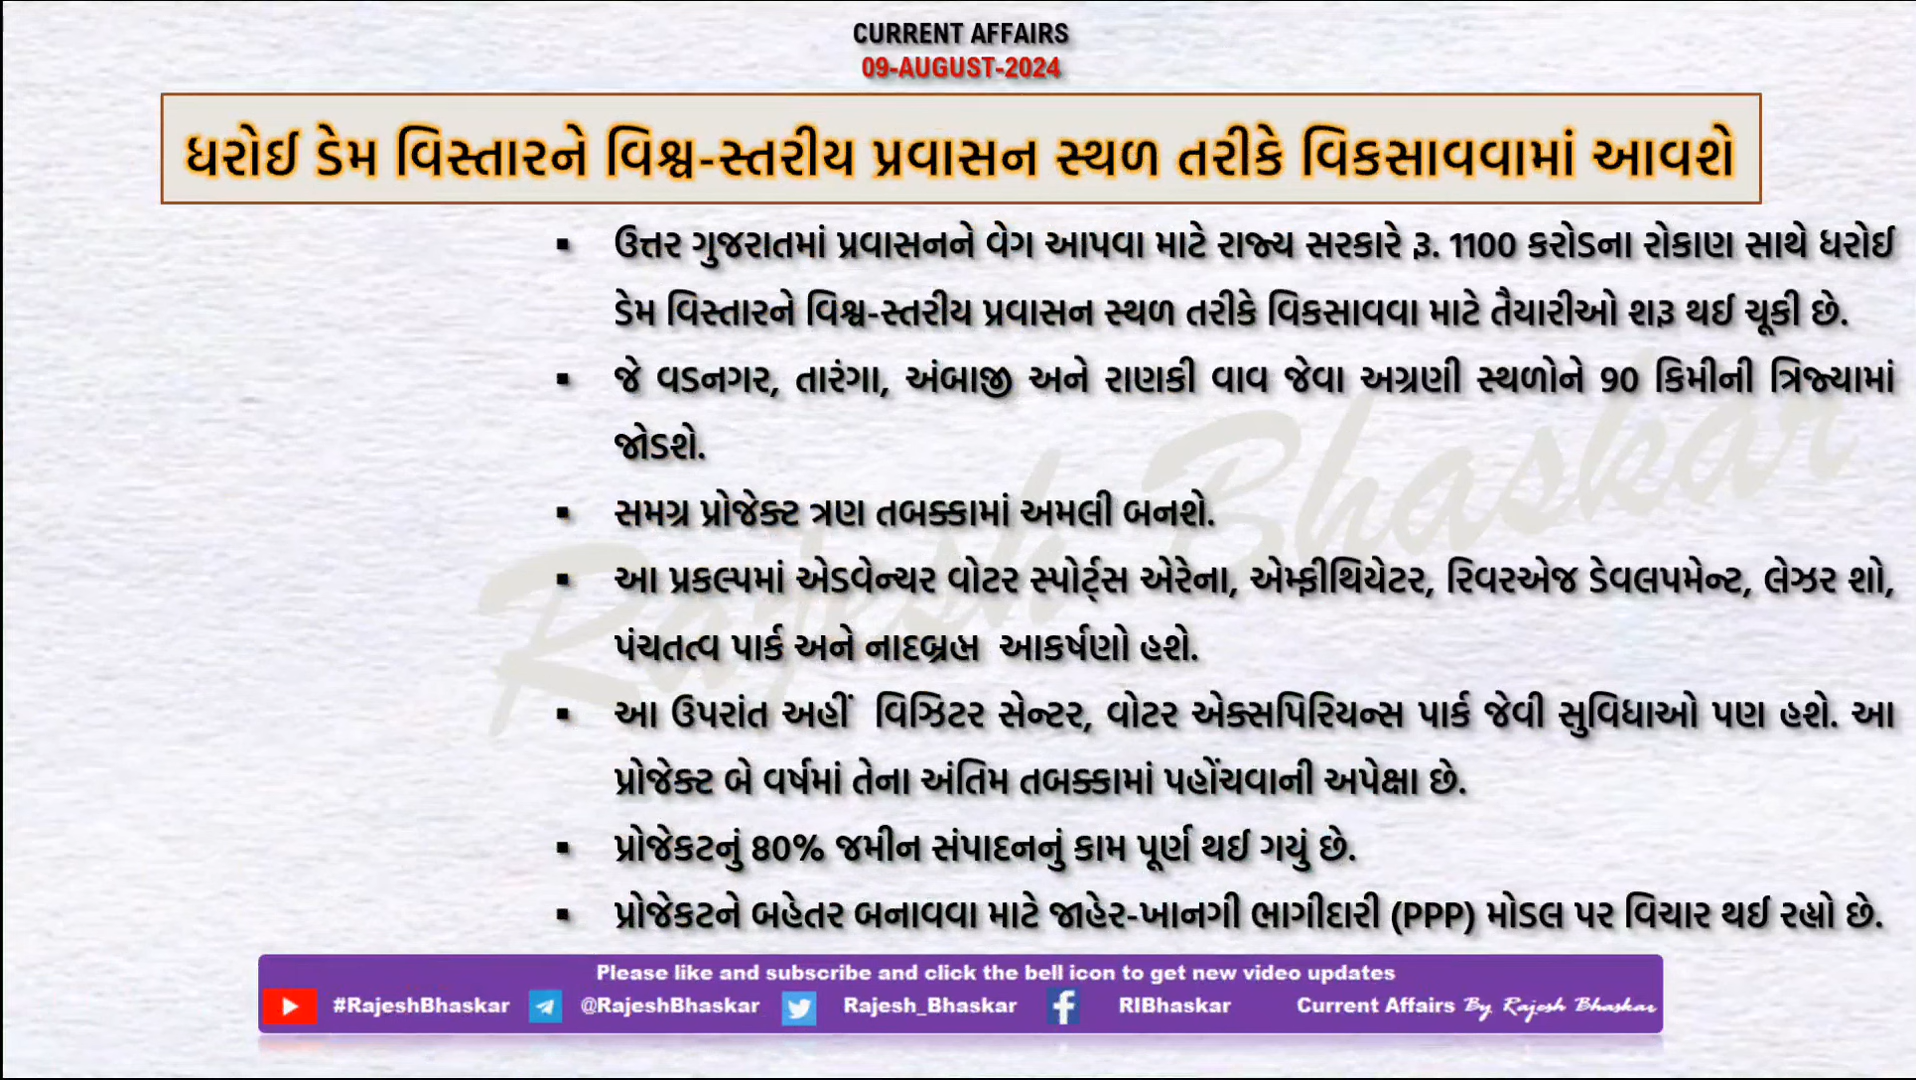 CURRENT AFFAIRS
09-AUGUST-2024
ધરોઈ ડેમ વિસ્તારને વિશ્વ-સ્તરીય પ્રવાસન સ્થળ તરીકે વિકસાવવામાં આવશે
▪ ઉત્તર ગુજરાતમાં પ્રવાસનને વેગ આપવા માટે રાજ્ય સરકારે રૂ. 1100 કરોડના રોકાણ સાથે ધરોઈ
ડેમ વિસ્તારને વિશ્વ-સ્તરીય પ્રવાસન સ્થળ તરીકે વિકસાવવા માટે તૈયારીઓ શરૂ થઈ ચૂકી છે.
▪ જે વડનગર, તારંગા, અંબાજી અને રાણકી વાવ જેવા અગ્રણી સ્થળોને 90 કિમીની ત્રિજ્યામાં
જોડશે.
▪ સમગ્ર પ્રોજેક્ટ ત્રણ તબક્કામાં અમલી બનશે.
▪ આ પ્રકલ્પમાં એડવેન્ચર વોટર સ્પોર્ટ્સ એરેના, એમ્ફીથિયેટર, રિવરએજ ડેવલપમેન્ટ, લેઝર શો,
પંચતત્વ પાર્ક અને નાદબ્રહ્મ આકર્ષણો હશે.
▪ આ ઉપરાંત અહીં વિઝિટર સેન્ટર, વોટર એક્સપિરિયન્સ પાર્ક જેવી સુવિધાઓ પણ હશે. આ
પ્રોજેક્ટ બે વર્ષમાં તેના અંતિમ તબક્કામાં પહોંચવાની અપેક્ષા છે.
▪ પ્રોજેકટનું 80% જમીન સંપાદનનું કામ પૂર્ણ થઈ ગયું છે.
▪ પ્રોજેકટને બહેતર બનાવવા માટે જાહેર-ખાનગી ભાગીદારી (PPP) મોડલ પર વિચાર થઈ રહ્યો છે.
Rajesh Bhaskar
Please like and subscribe and click the bell icon to get new video updates
#RajeshBhaskar @RajeshBhaskar Rajesh_Bhaskar RIBhaskar Current Affairs By Rajesh Bhaskar